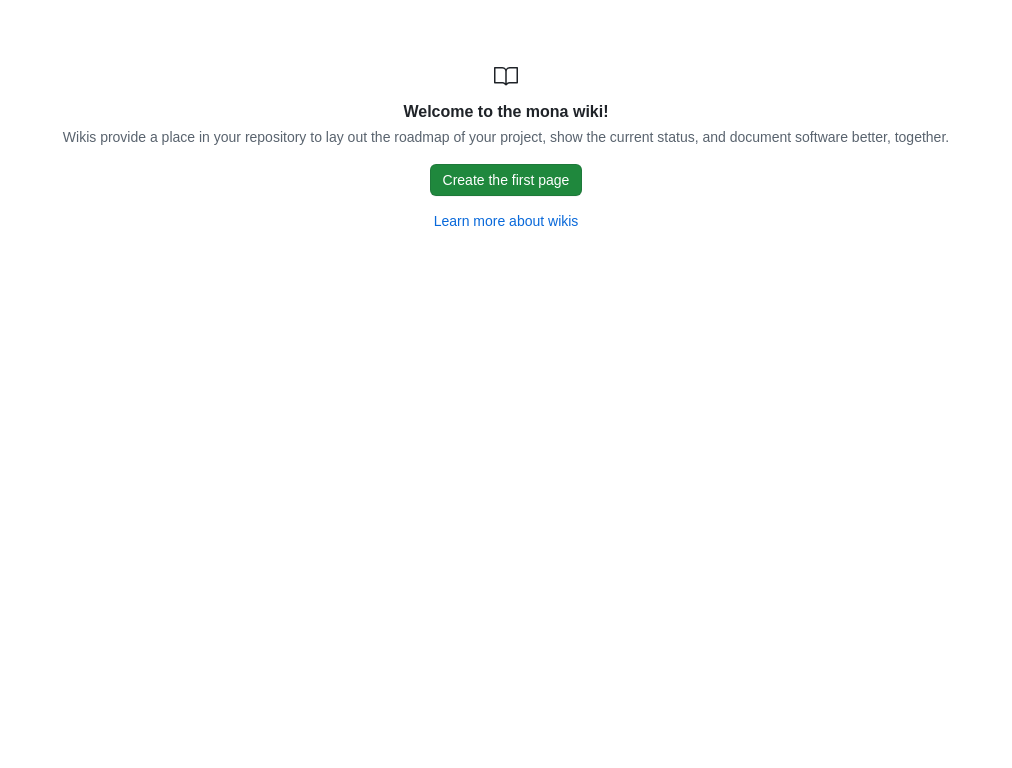 Welcome to the mona wiki!
Wikis provide a place in your repository to lay out the roadmap of your project, show the current status, and document software better, together.
Create the first page
Learn more about wikis